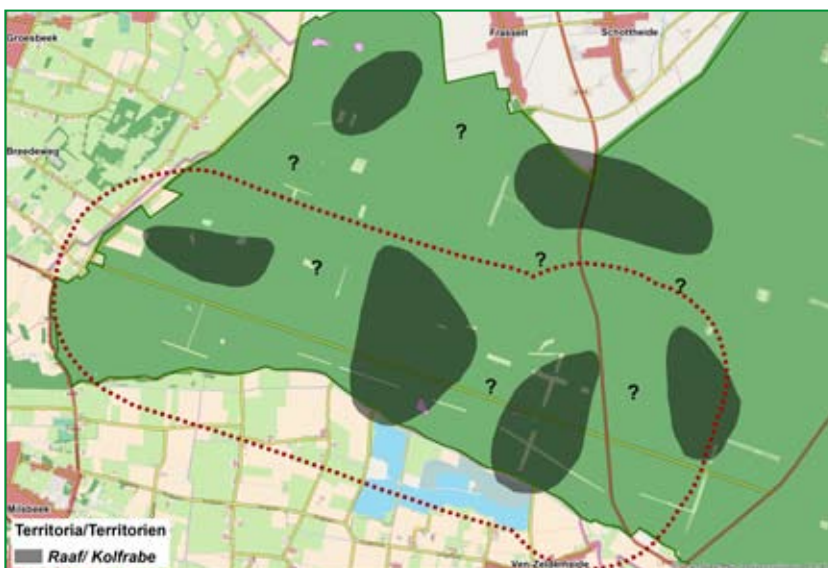 Groesbeek
Frasselt
Schottheide
Breedeweg
?
?
?
?
?
?
?
Milsbeek
Ven-Zelderheide
Territoria/Territorien
Raaf/ Kolfrabe